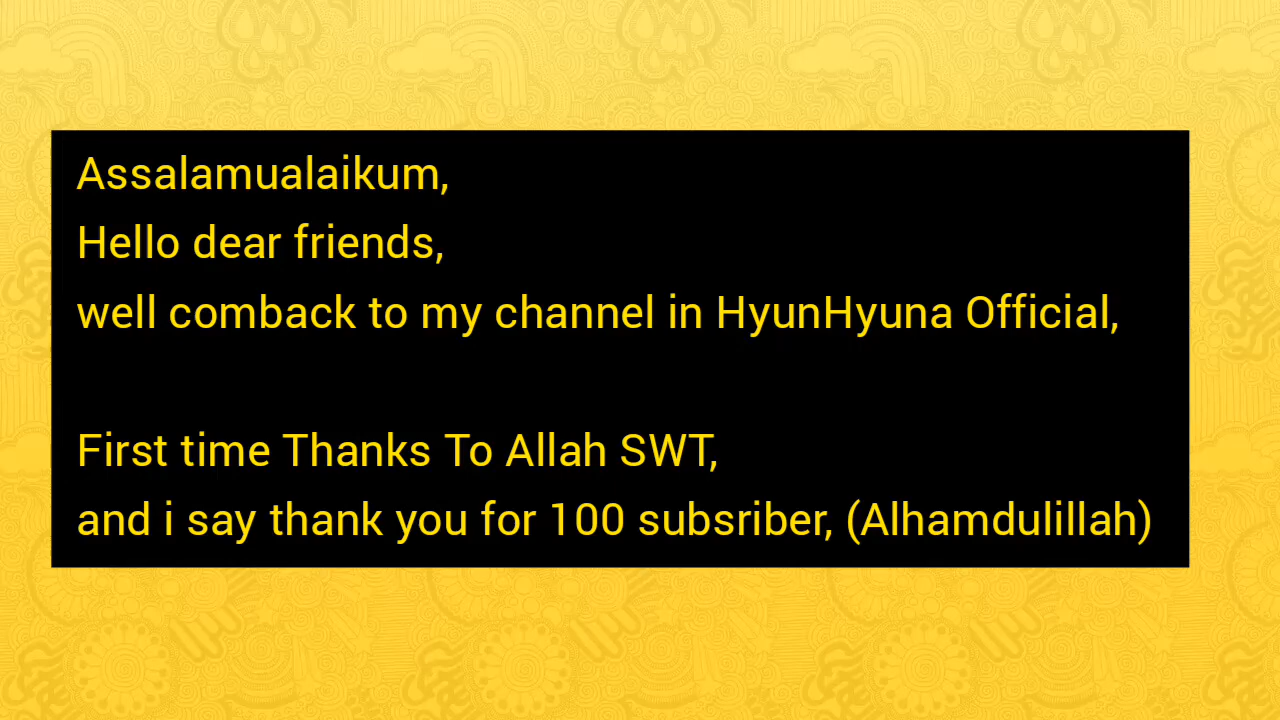 Assalamualaikum,
Hello dear friends,
well comback to my channel in HyunHyuna Official,
First time Thanks To Allah SWT,
and i say thank you for 100 subsriber, (Alhamdulillah)